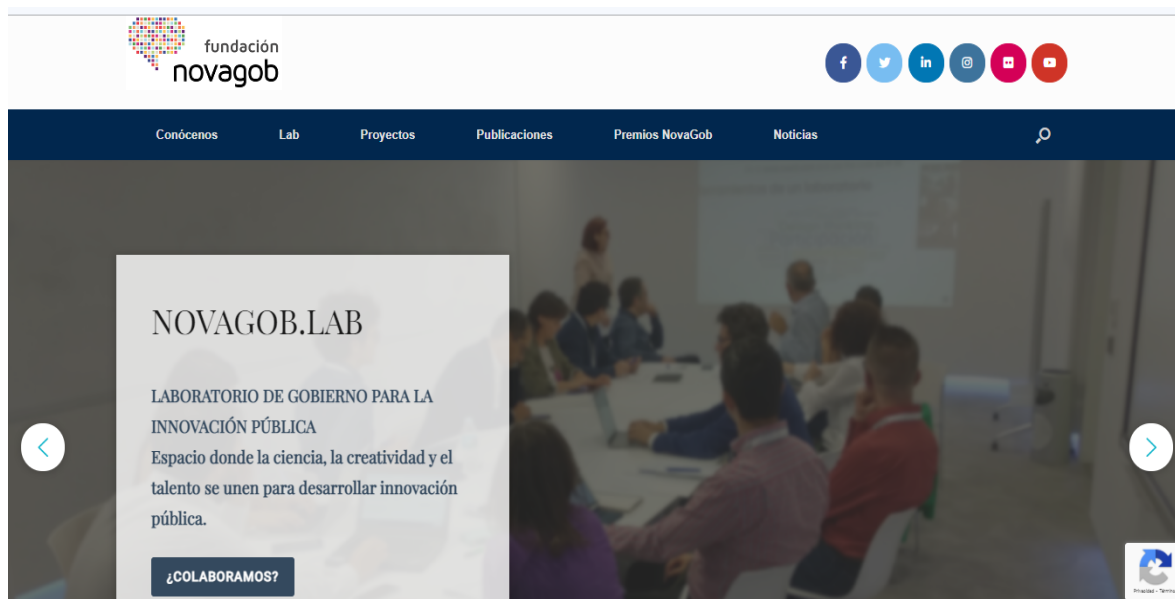 fundación
novagob
Conócenos Lab Proyectos Publicaciones Premios NovaGob Noticias
NOVAGOB.LAB
LABORATORIO DE GOBIERNO PARA LA
INNOVACIÓN PÚBLICA
Espacio donde la ciencia, la creatividad y el
talento se unen para desarrollar innovación
pública.
¿COLABORAMOS?